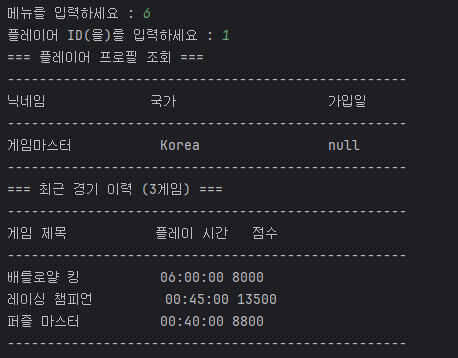 메뉴를 입력하세요 : 6
플레이어 ID(을)을 입력하세요 : 1
=== 플레이어 프로필 조회 ===
--------------------------------------------------
닉네임 국가 가입일
--------------------------------------------------
게임마스터 Korea null
--------------------------------------------------
=== 최근 경기 이력 (3게임) ===
--------------------------------------------------
게임 제목 플레이 시간 점수
--------------------------------------------------
배틀로얄 킹 06:00:00 8000
레이싱 챔피언 00:45:00 13500
퍼즐 마스터 00:40:00 8800
--------------------------------------------------